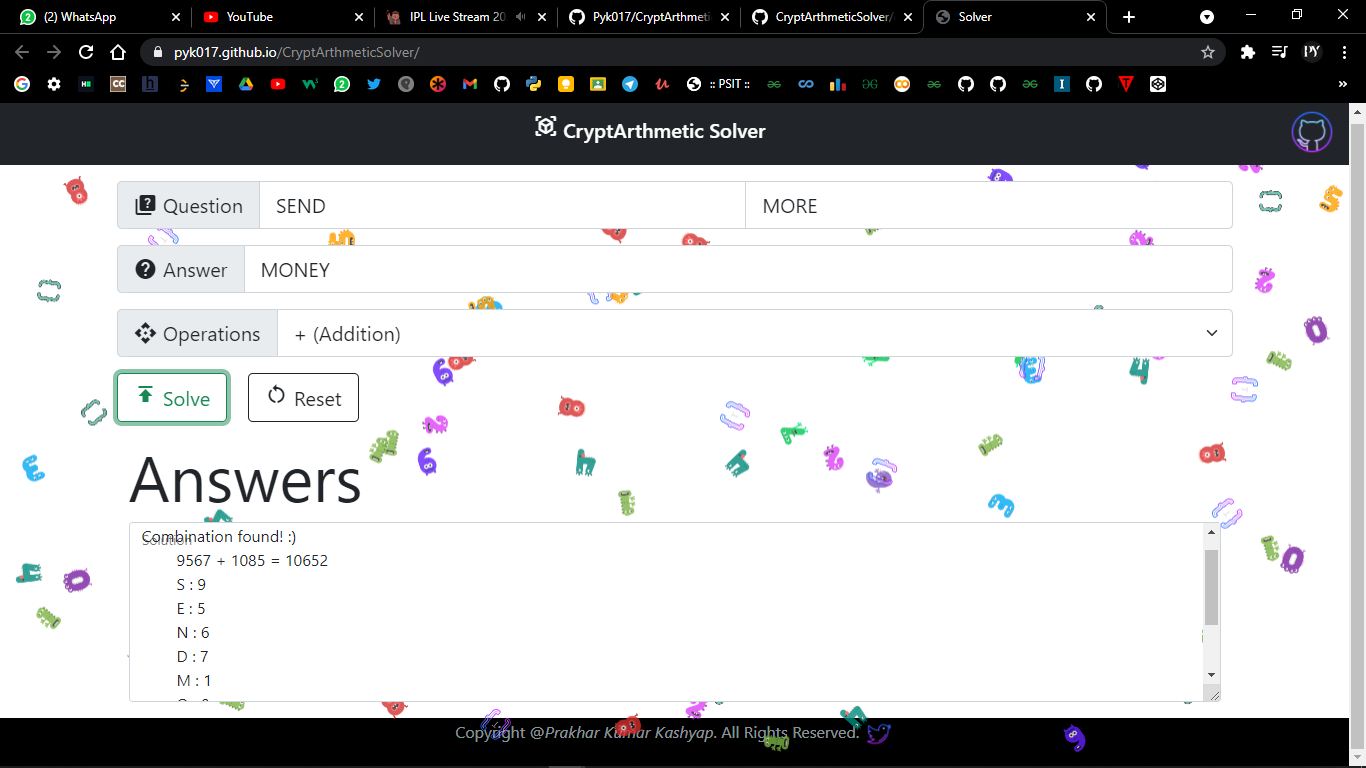 (2) WhatsApp
YouTube
IPL Live Stream 20
Pyk017/CryptArthmeti
CryptArthmeticSolver/
Solver
pyk017.github.io/CryptArthmeticSolver/
:: PSIT ::
CryptArthmetic Solver
Question SEND MORE
Answer MONEY
Operations + (Addition)
Solve Reset
Answers
Solution
Combination found! :)
9567 + 1085 = 10652
S : 9
E : 5
N : 6
D : 7
M : 1
Copyright @Prakhar Kumar Kashyap. All Rights Reserved.